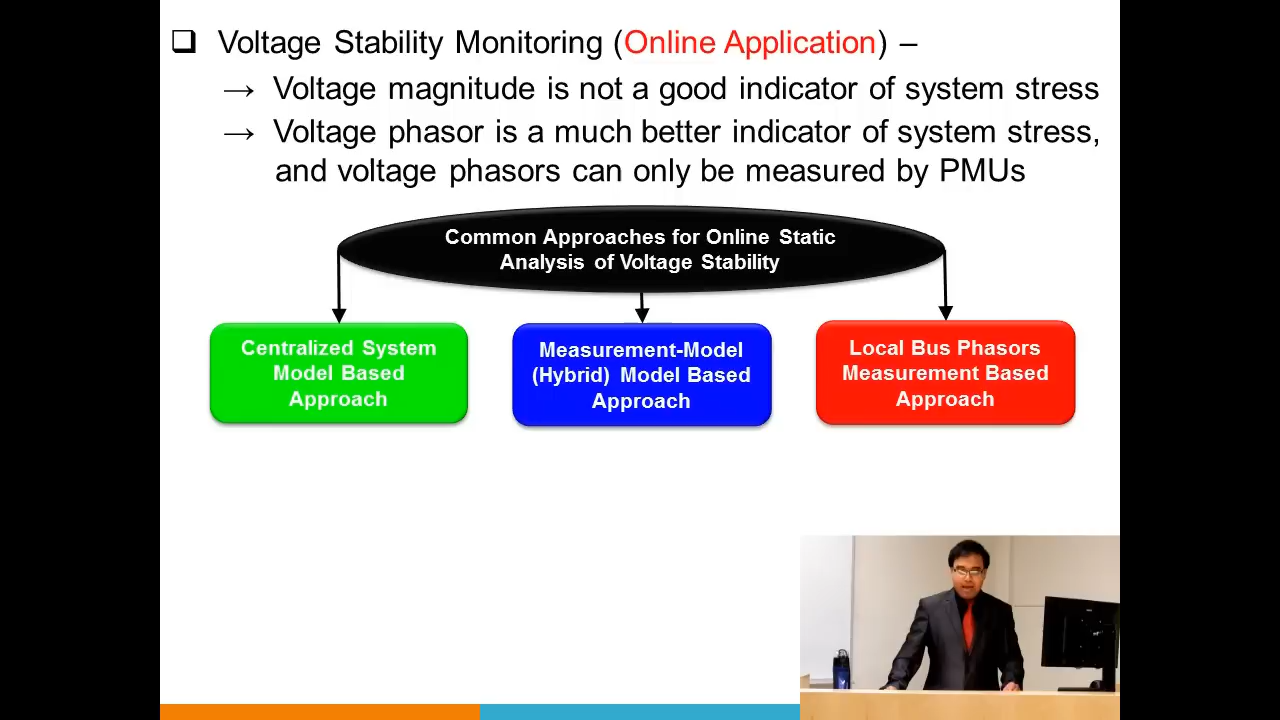 ❑ Voltage Stability Monitoring (Online Application) –
→ Voltage magnitude is not a good indicator of system stress
→ Voltage phasor is a much better indicator of system stress,
and voltage phasors can only be measured by PMUs
Common Approaches for Online Static
Analysis of Voltage Stability
Centralized System
Model Based
Approach
Measurement-Model
(Hybrid) Model Based
Approach
Local Bus Phasors
Measurement Based
Approach